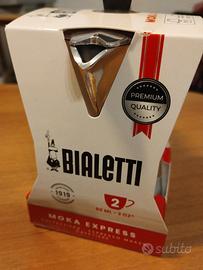 PREMIUM
QUALITY
BIALETTI
2
1919
MOKA EXPRESS
subito